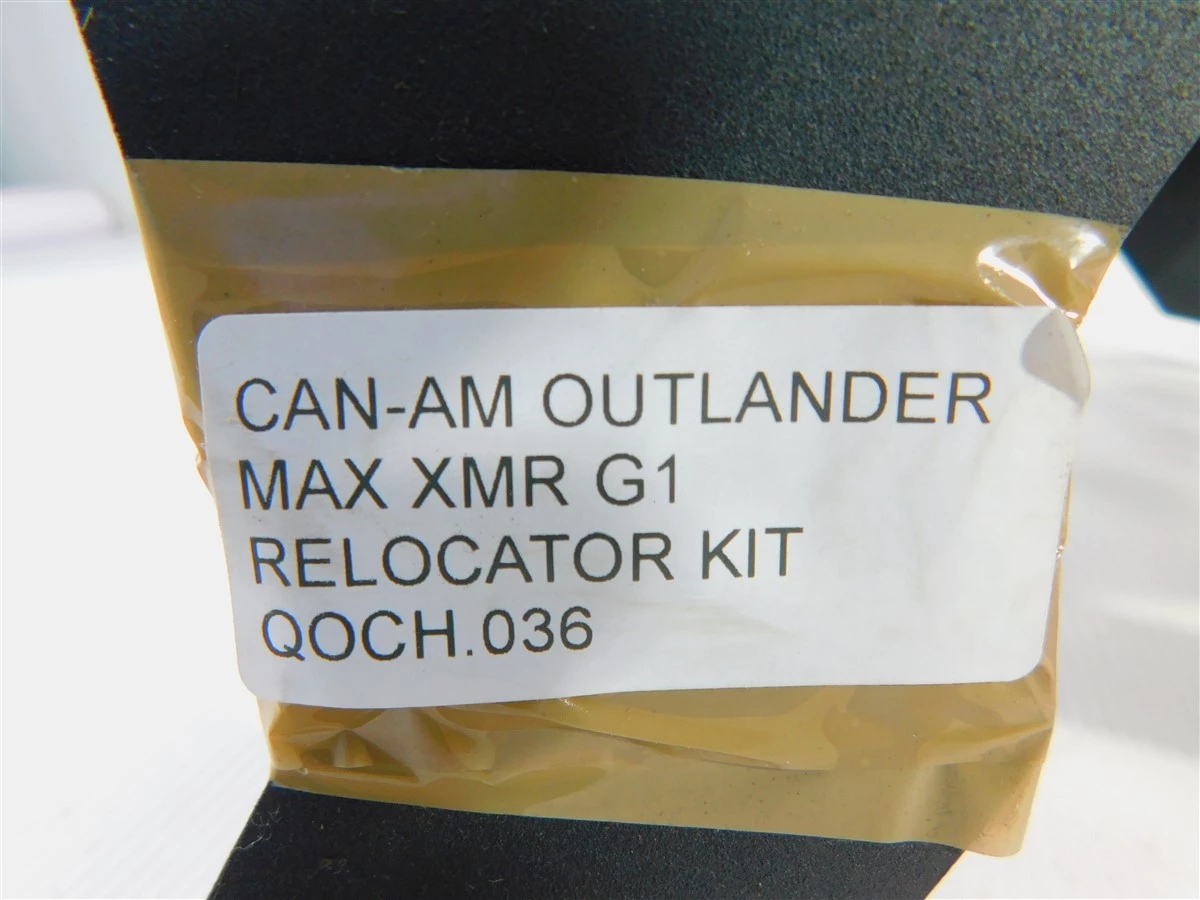 CAN-AM OUTLANDER
MAX XMR G1
RELOCATOR KIT
QOCH.036